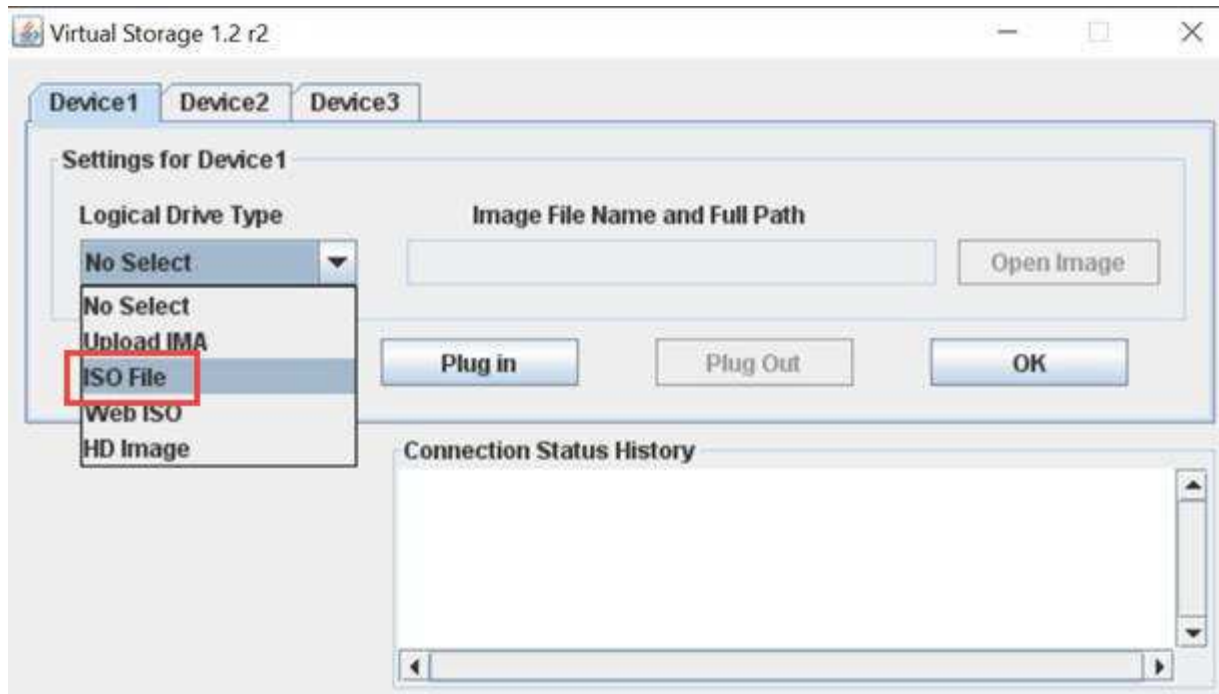 Virtual Storage 1.2 r2
Device1 Device2 Device3
Settings for Device1
Logical Drive Type Image File Name and Full Path
No Select Open Image
No Select
Upload IMA
ISO File
Web ISO
HD Image
Plug in Plug Out OK
Connection Status History